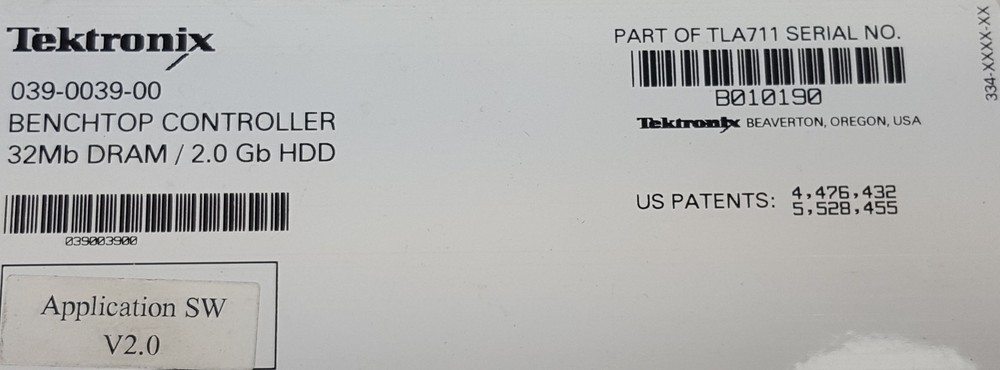 Tektronix
039-0039-00
BENCHTOP CONTROLLER
32Mb DRAM / 2.0 Gb HDD
039003900
Application SW
V2.0
PART OF TLA711 SERIAL NO.
B010190
Tektronix BEAVERTON, OREGON, USA
US PATENTS: 4,476,432
5,528,455
334-XXXX-XX